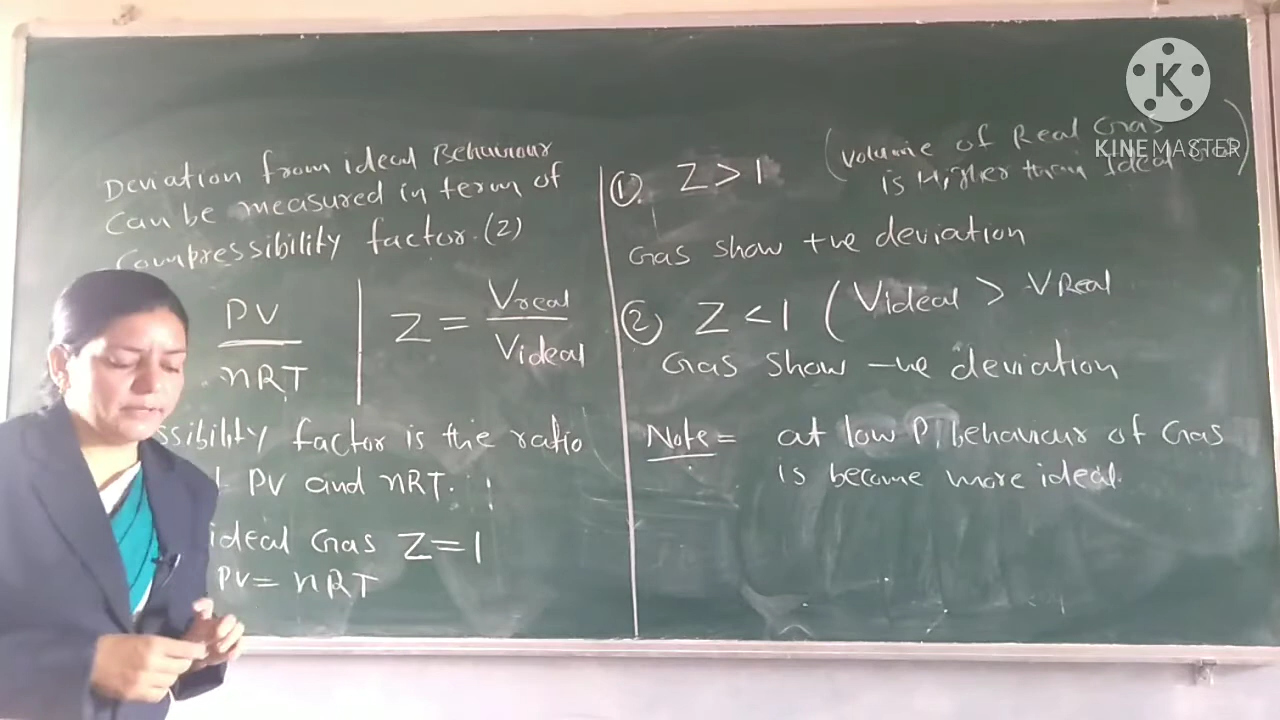 Deviation from ideal Behaviour
Can be measured in term of
Compressibility factor. (Z)
PV
nRT
Z = Vreal
Videal
ssibility factor is the ratio
PV and nRT.
ideal Gas Z = 1
PV = nRT
① Z > 1
(Volume of Real Gas
is Higher than Ideal
Gas show +ve deviation
② Z < 1 (Videal > VReal
Gas show -ve deviation
Note = at low P, Behaviour of Gas
is become more ideal.
K
KINEMASTER